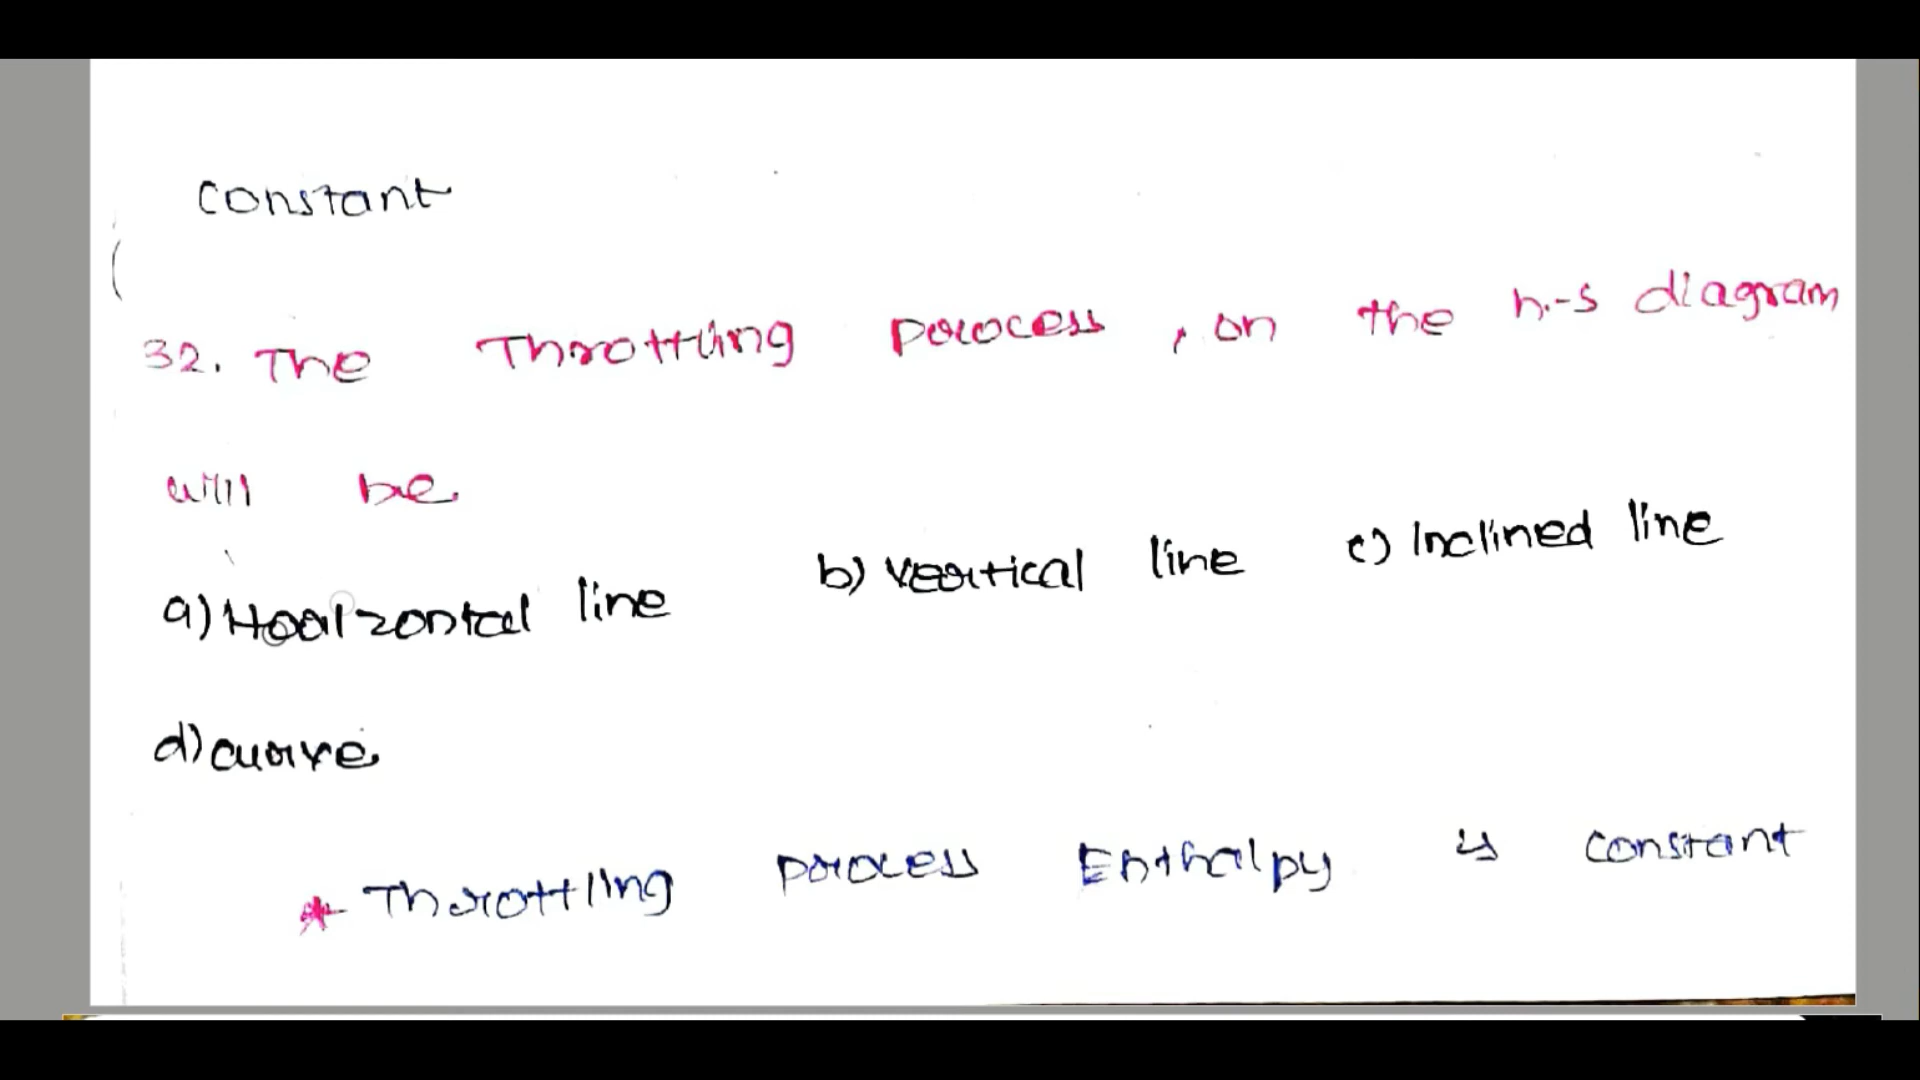 constant
32. The Throttling process, on the h-s diagram
will be
a) Horizontal line b) vertical line c) Inclined line
d) curve
* Throttling process Enthalpy is constant